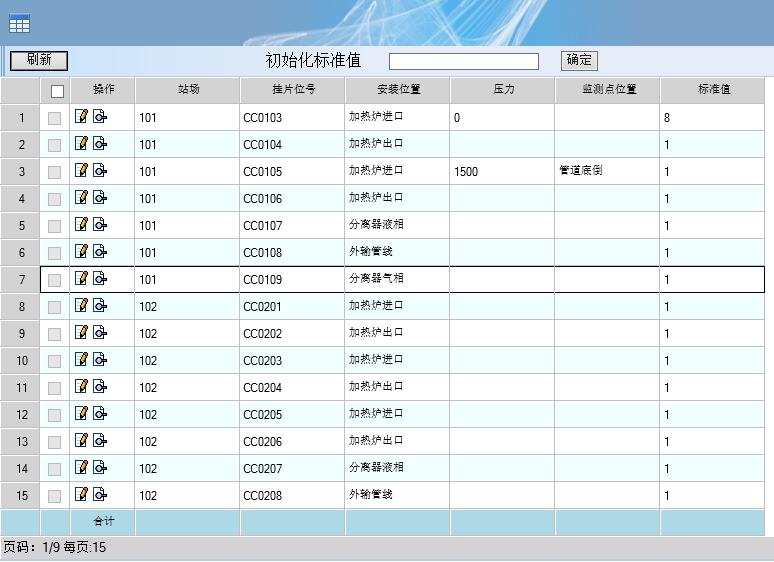 刷新 初始化标准值 确定
操作 站场 挂片位号 安装位置 压力 监测点位置 标准值
1 101 CC0103 加热炉进口 0 8
2 101 CC0104 加热炉出口 1
3 101 CC0105 加热炉进口 1500 管道底倒 1
4 101 CC0106 加热炉出口 1
5 101 CC0107 分离器液相 1
6 101 CC0108 外输管线 1
7 101 CC0109 分离器气相 1
8 102 CC0201 加热炉进口 1
9 102 CC0202 加热炉出口 1
10 102 CC0203 加热炉进口 1
11 102 CC0204 加热炉出口 1
12 102 CC0205 加热炉进口 1
13 102 CC0206 加热炉出口 1
14 102 CC0207 分离器液相 1
15 102 CC0208 外输管线 1
合计
页码：1/9 每页:15